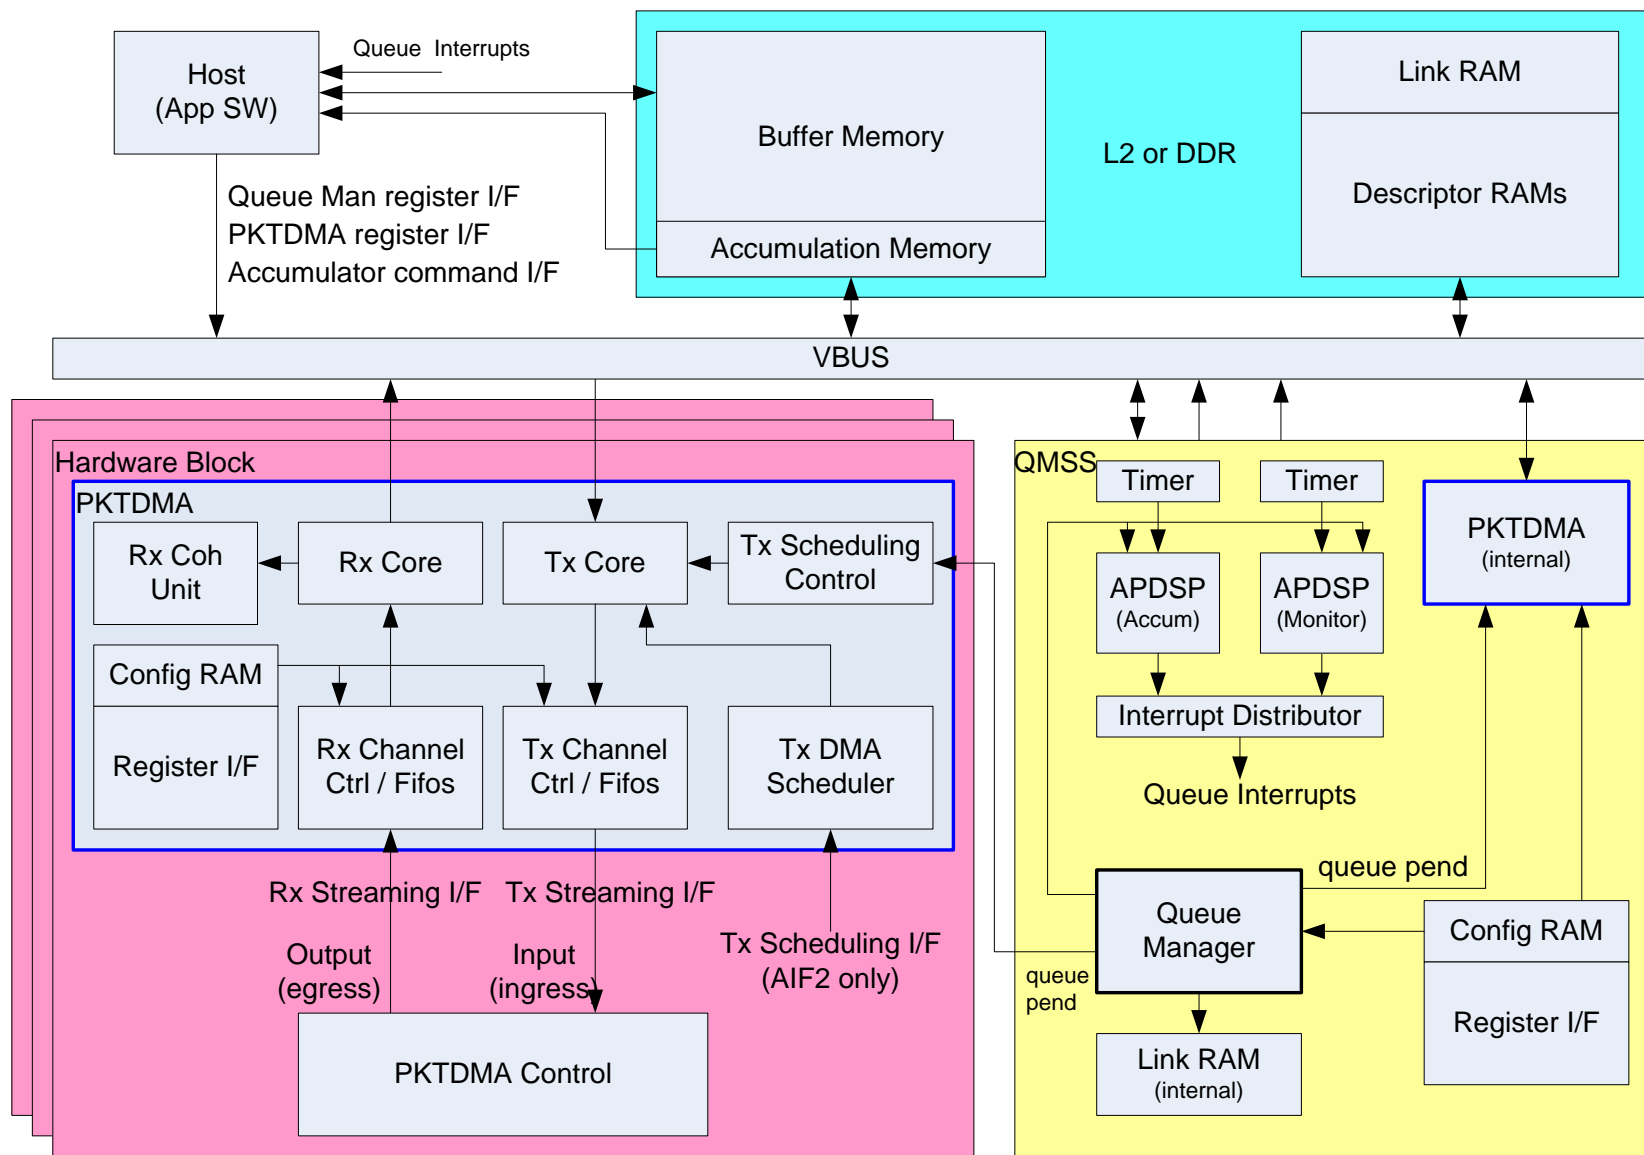 Host
(App SW)
Queue Interrupts
Buffer Memory
Accumulation Memory
L2 or DDR
Link RAM
Descriptor RAMs
Queue Man register I/F
PKTDMA register I/F
Accumulator command I/F
VBUS
Hardware Block
PKTDMA
Rx Coh
Unit
Rx Core
Tx Core
Tx Scheduling
Control
Config RAM
Register I/F
Rx Channel
Ctrl / Fifos
Tx Channel
Ctrl / Fifos
Tx DMA
Scheduler
Rx Streaming I/F
Tx Streaming I/F
Output
(egress)
Input
(ingress)
Tx Scheduling I/F
(AIF2 only)
PKTDMA Control
QMSS
Timer
Timer
PKTDMA
(internal)
APDSP
(Accum)
APDSP
(Monitor)
Interrupt Distributor
Queue Interrupts
queue pend
Queue
Manager
queue
pend
Config RAM
Register I/F
Link RAM
(internal)